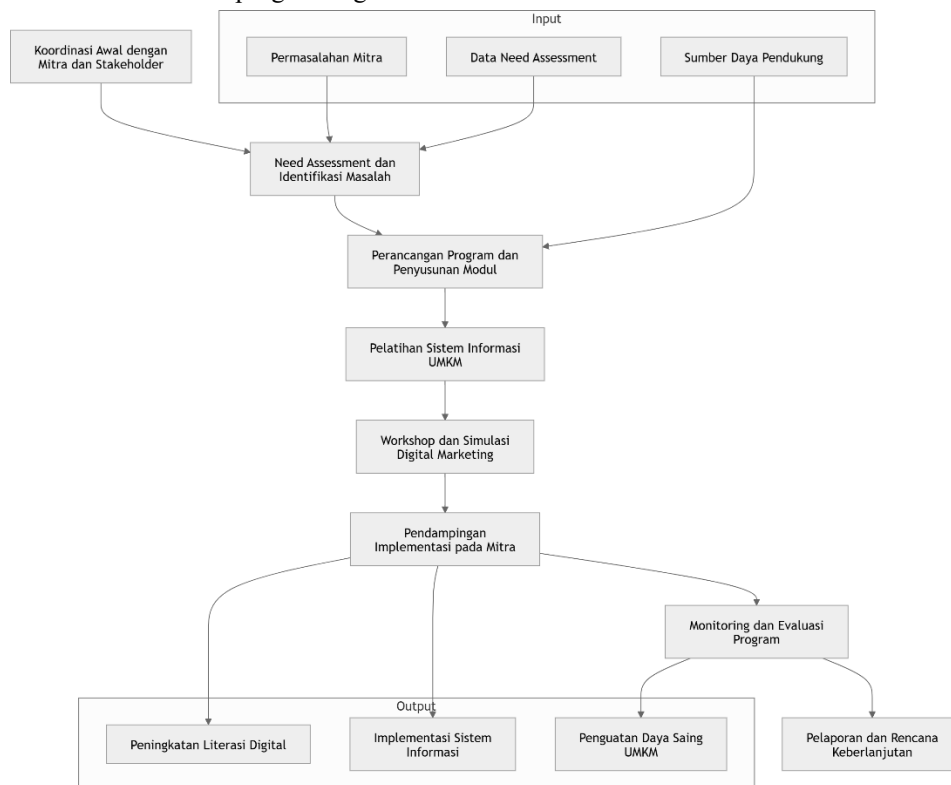 Input
Koordinasi Awal dengan
Mitra dan Stakeholder
Permasalahan Mitra
Data Need Assessment
Sumber Daya Pendukung
Need Assessment dan
Identifikasi Masalah
Perancangan Program dan
Penyusunan Modul
Pelatihan Sistem Informasi
UMKM
Workshop dan Simulasi
Digital Marketing
Pendampingan
Implementasi pada Mitra
Monitoring dan Evaluasi
Program
Output
Peningkatan Literasi Digital
Implementasi Sistem
Informasi
Penguatan Daya Saing
UMKM
Pelaporan dan Rencana
Keberlanjutan